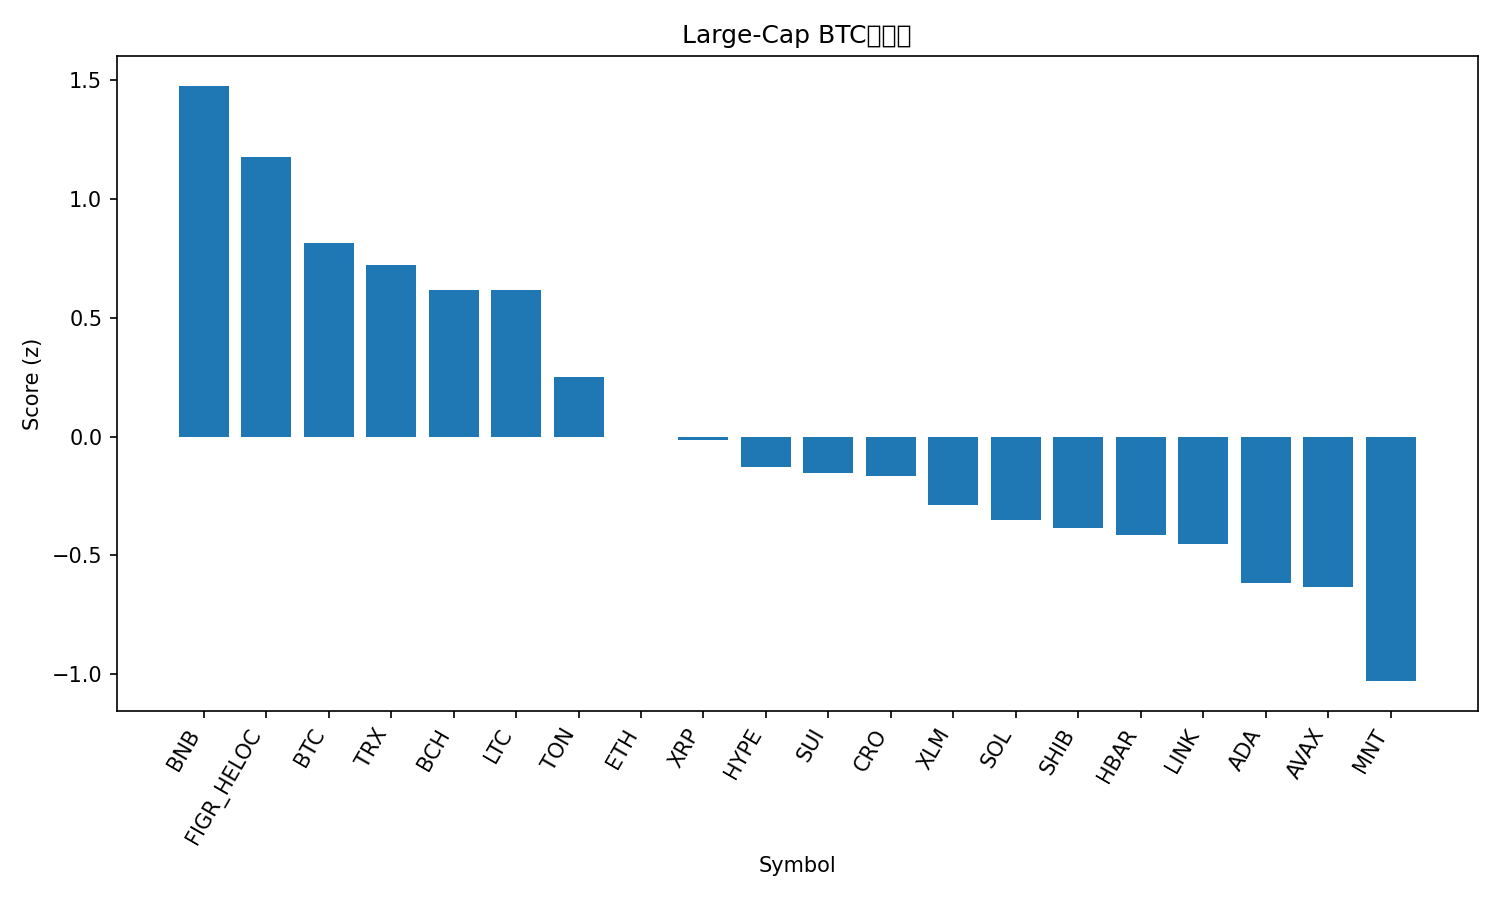 Large-Cap BTC
1.5
1.0
0.5
0.0
−0.5
−1.0
Score (z)
BNB
FIGR_HELOC
BTC
TRX
BCH
LTC
TON
ETH
XRP
HYPE
SUI
CRO
XLM
SOL
SHIB
HBAR
LINK
ADA
AVAX
MNT
Symbol